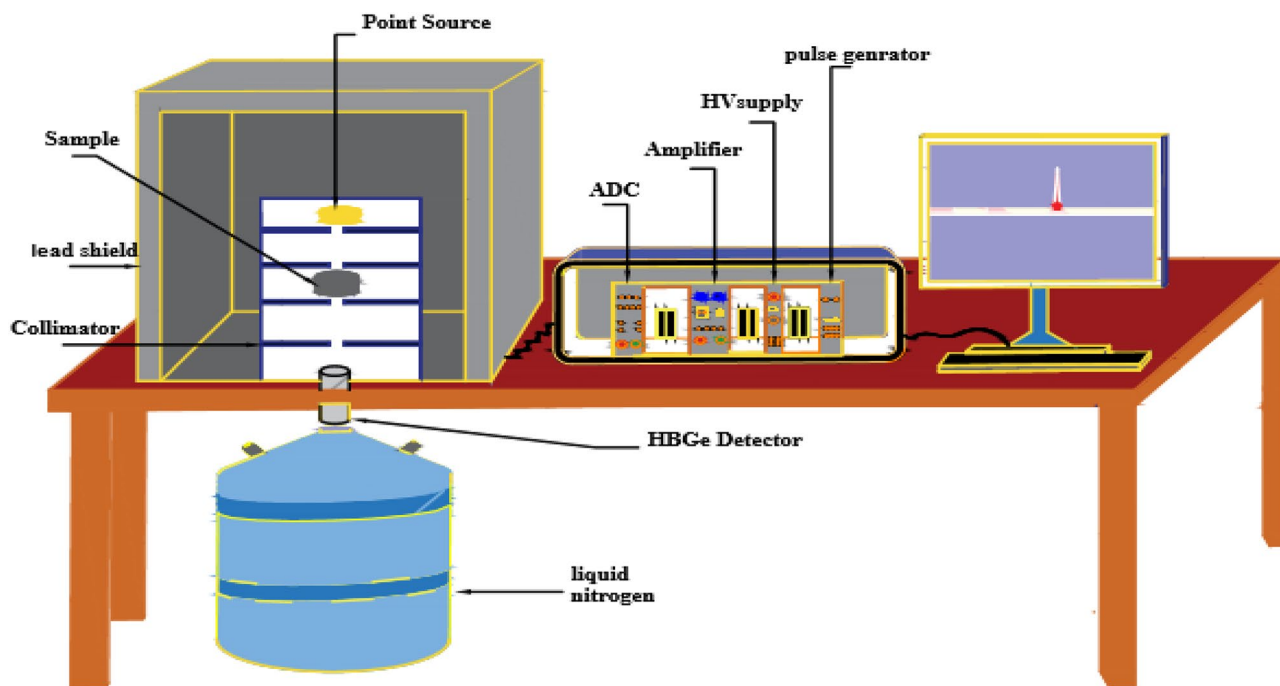 Point Source
pulse genrator
HVsupply
Sample
Amplifier
ADC
lead shield
Collimator
HBGe Detector
liquid
nitrogen